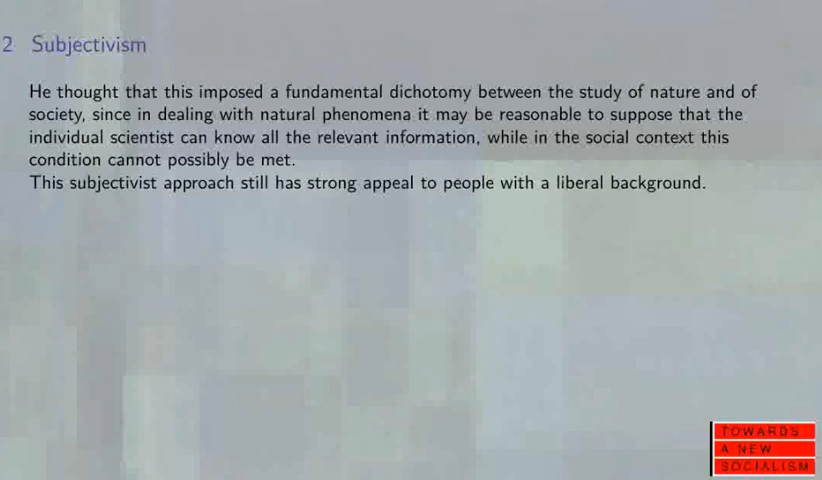 2 Subjectivism
He thought that this imposed a fundamental dichotomy between the study of nature and of
society, since in dealing with natural phenomena it may be reasonable to suppose that the
individual scientist can know all the relevant information, while in the social context this
condition cannot possibly be met.
This subjectivist approach still has strong appeal to people with a liberal background.
TOWARDS
A NEW
SOCIALISM